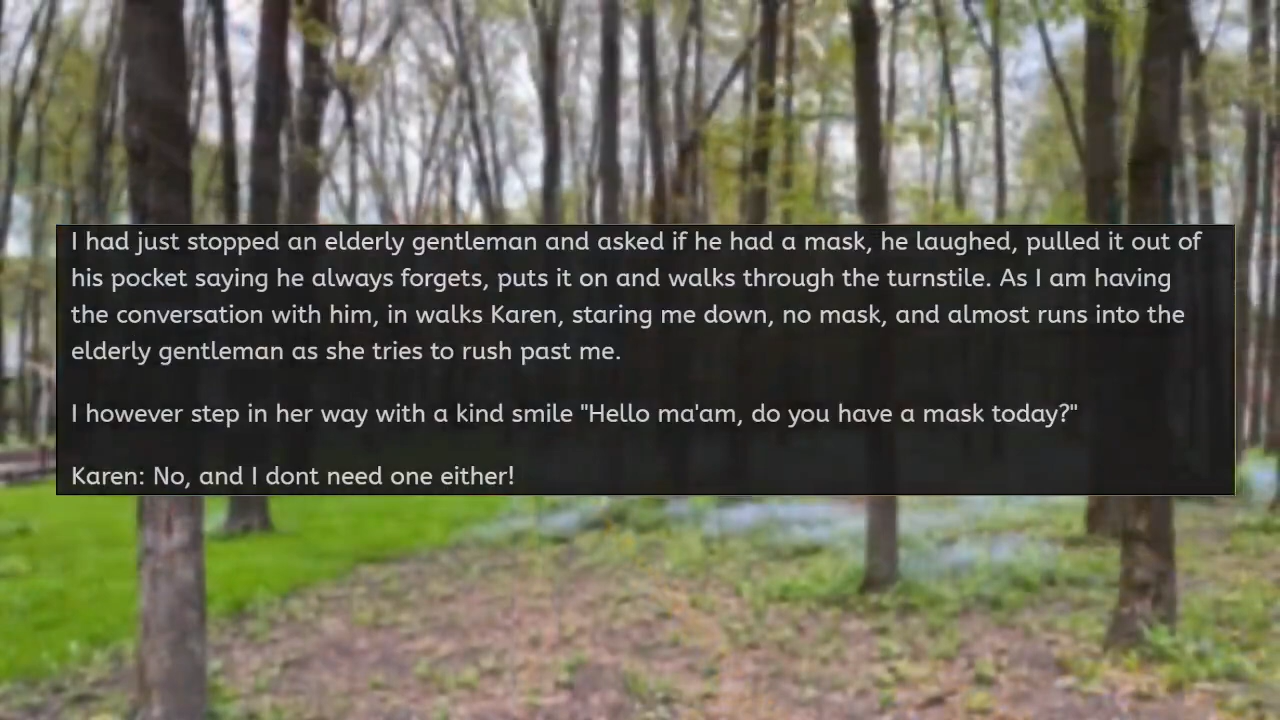 I had just stopped an elderly gentleman and asked if he had a mask, he laughed, pulled it out of
his pocket saying he always forgets, puts it on and walks through the turnstile. As I am having
the conversation with him, in walks Karen, staring me down, no mask, and almost runs into the
elderly gentleman as she tries to rush past me.
I however step in her way with a kind smile "Hello ma'am, do you have a mask today?"
Karen: No, and I dont need one either!